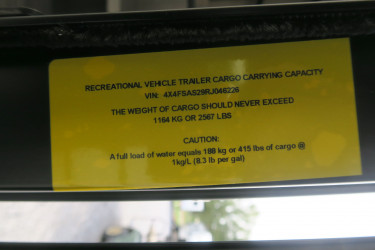 RECREATIONAL VEHICLE TRAILER CARGO CARRYING CAPACITY
VIN: 4X4FSAS29RJ046226
THE WEIGHT OF CARGO SHOULD NEVER EXCEED
1164 KG OR 2567 LBS
CAUTION:
A full load of water equals 188 kg or 415 lbs of cargo @
1kg/L (8.3 lb per gal)